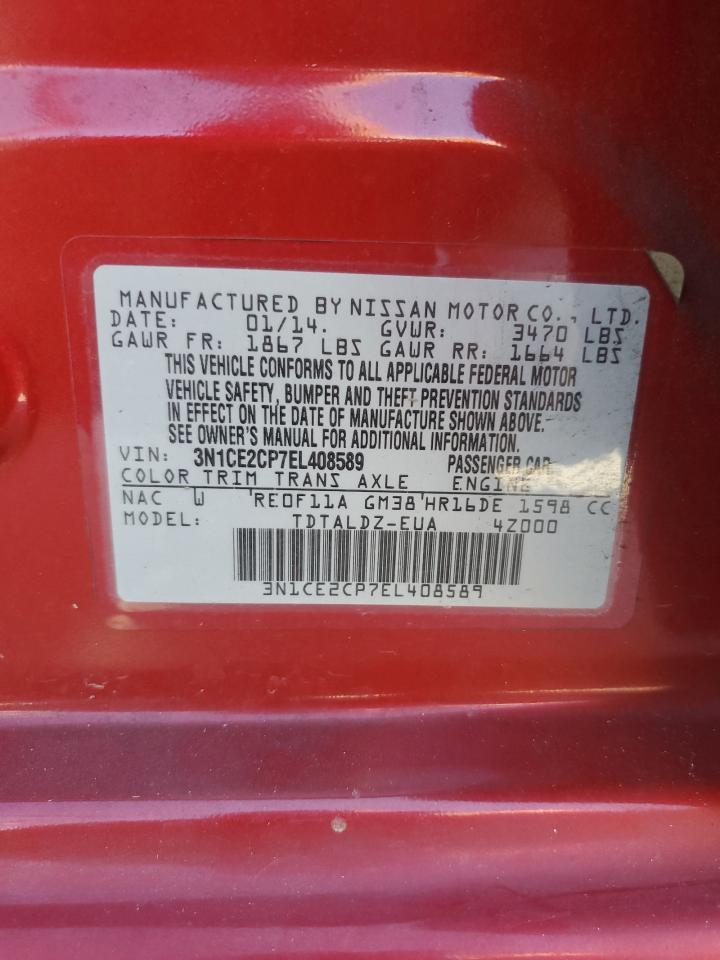 MANUFACTURED BY NISSAN MOTOR CO., LTD.
DATE: 01/14. GVWR: 3470 LBS
GAWR FR: 1867 LBS GAWR RR: 1664 LBS
THIS VEHICLE CONFORMS TO ALL APPLICABLE FEDERAL MOTOR
VEHICLE SAFETY, BUMPER AND THEFT PREVENTION STANDARDS
IN EFFECT ON THE DATE OF MANUFACTURE SHOWN ABOVE.
SEE OWNER'S MANUAL FOR ADDITIONAL INFORMATION.
VIN: 3N1CE2CP7EL408589 PASSENGER CAR
COLOR TRIM TRANS AXLE ENGINE
NAC W 'RE0F11A GM38'HR16DE 1598 CC
MODEL: TDTALDZ-EUA 4Z000
3N1CE2CP7EL408589